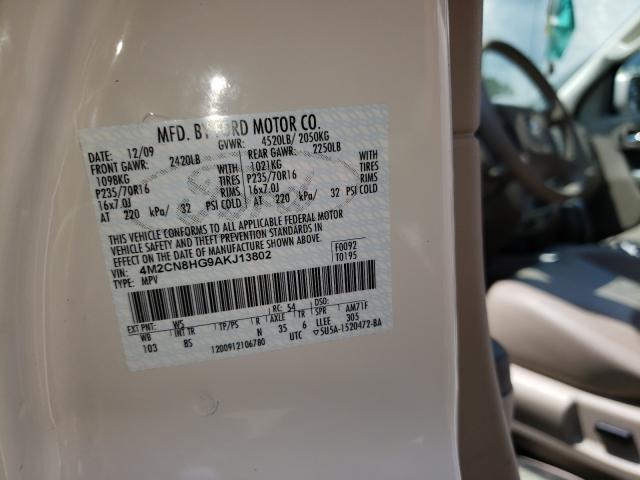 MFD. BY FORD MOTOR CO.
DATE: 12/09 GVWR: 4520LB/ 2050KG
FRONT GAWR: 2420LB REAR GAWR: 2250LB
1098KG WITH 1021KG WITH
P235/70R16 TIRES P235/70R16 TIRES
16x7.0J RIMS 16x7.0J RIMS
AT 220 kPa/ 32 PSI COLD AT 220 kPa/ 32 PSI COLD
THIS VEHICLE CONFORMS TO ALL APPLICABLE FEDERAL MOTOR
VEHICLE SAFETY AND THEFT PREVENTION STANDARDS IN
EFFECT ON THE DATE OF MANUFACTURE SHOWN ABOVE.
VIN: 4M2CN8HG9AKJ13802 F0092
TYPE: MPV T0195
EXT PNT: WS RC: 54 DSO:
WB INT TR TP/PS R AXLE TR SPR AM71F
103 BS N 35 6 LLEE 305
1200912106780 UTC 5U5A-1520472-BA